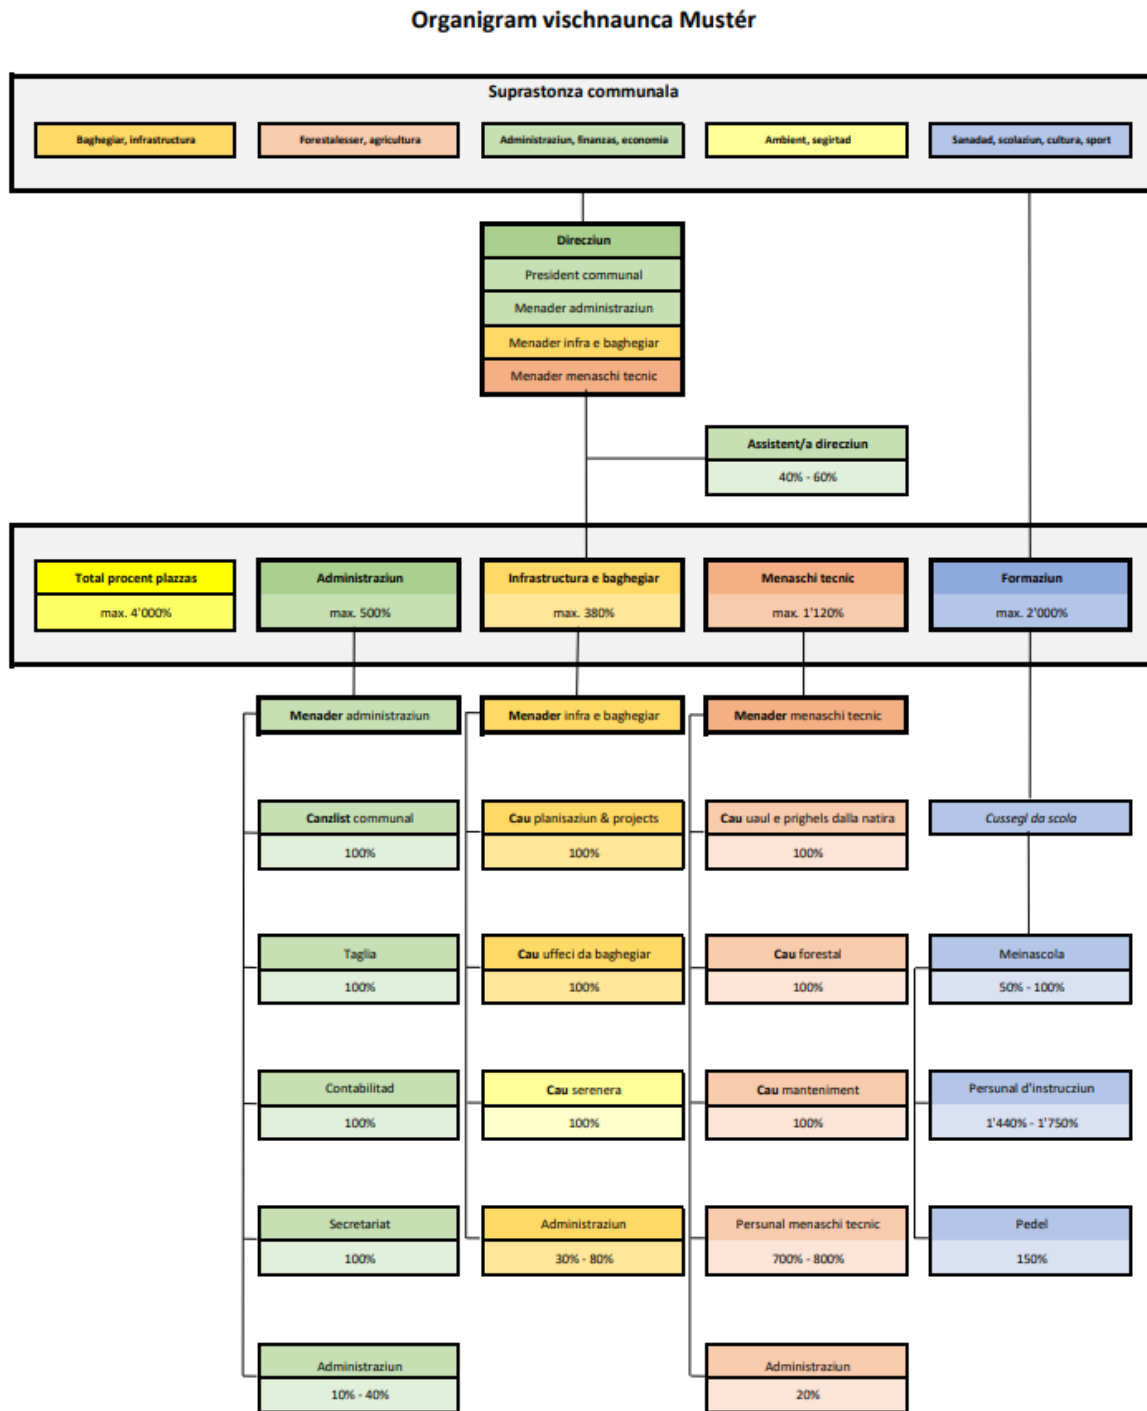 Organigram vischnaunca Mustér
Suprastonza communala
Baghegiar, infrastructura
Forestalesser, agricultura
Administraziun, finanzas, economia
Ambient, segirtad
Sanadad, scolaziun, cultura, sport
Direcziun
President communal
Menader administraziun
Menader infra e baghegiar
Menader menaschi tecnic
Assistent/a direcziun
40% - 60%
Total procent plazzas
max. 4'000%
Administraziun
max. 500%
Infrastructura e baghegiar
max. 380%
Menaschi tecnic
max. 1'120%
Formaziun
max. 2'000%
Menader administraziun
Menader infra e baghegiar
Menader menaschi tecnic
Canzlist communal
100%
Cau planisaziun & projects
100%
Cau uaul e prighels dalla natira
100%
Cussegl da scola
Taglia
100%
Cau uffeci da baghegiar
100%
Cau forestal
100%
Meinascola
50% - 100%
Contabilitad
100%
Cau serenera
100%
Cau manteniment
100%
Persunal d'instrucziun
1'440% - 1'750%
Secretariat
100%
Administraziun
30% - 80%
Persunal menaschi tecnic
700% - 800%
Pedel
150%
Administraziun
10% - 40%
Administraziun
20%